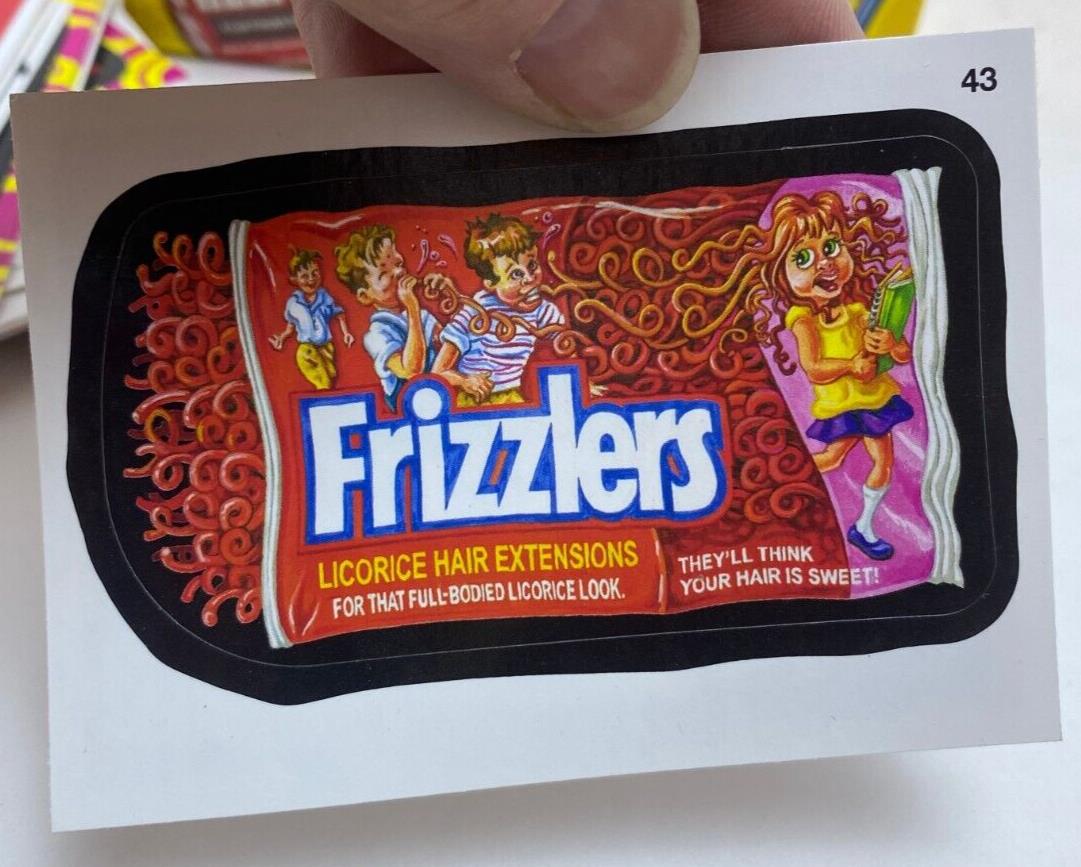 43
Frizzlers
LICORICE HAIR EXTENSIONS
FOR THAT FULL-BODIED LICORICE LOOK.
THEY'LL THINK
YOUR HAIR IS SWEET!